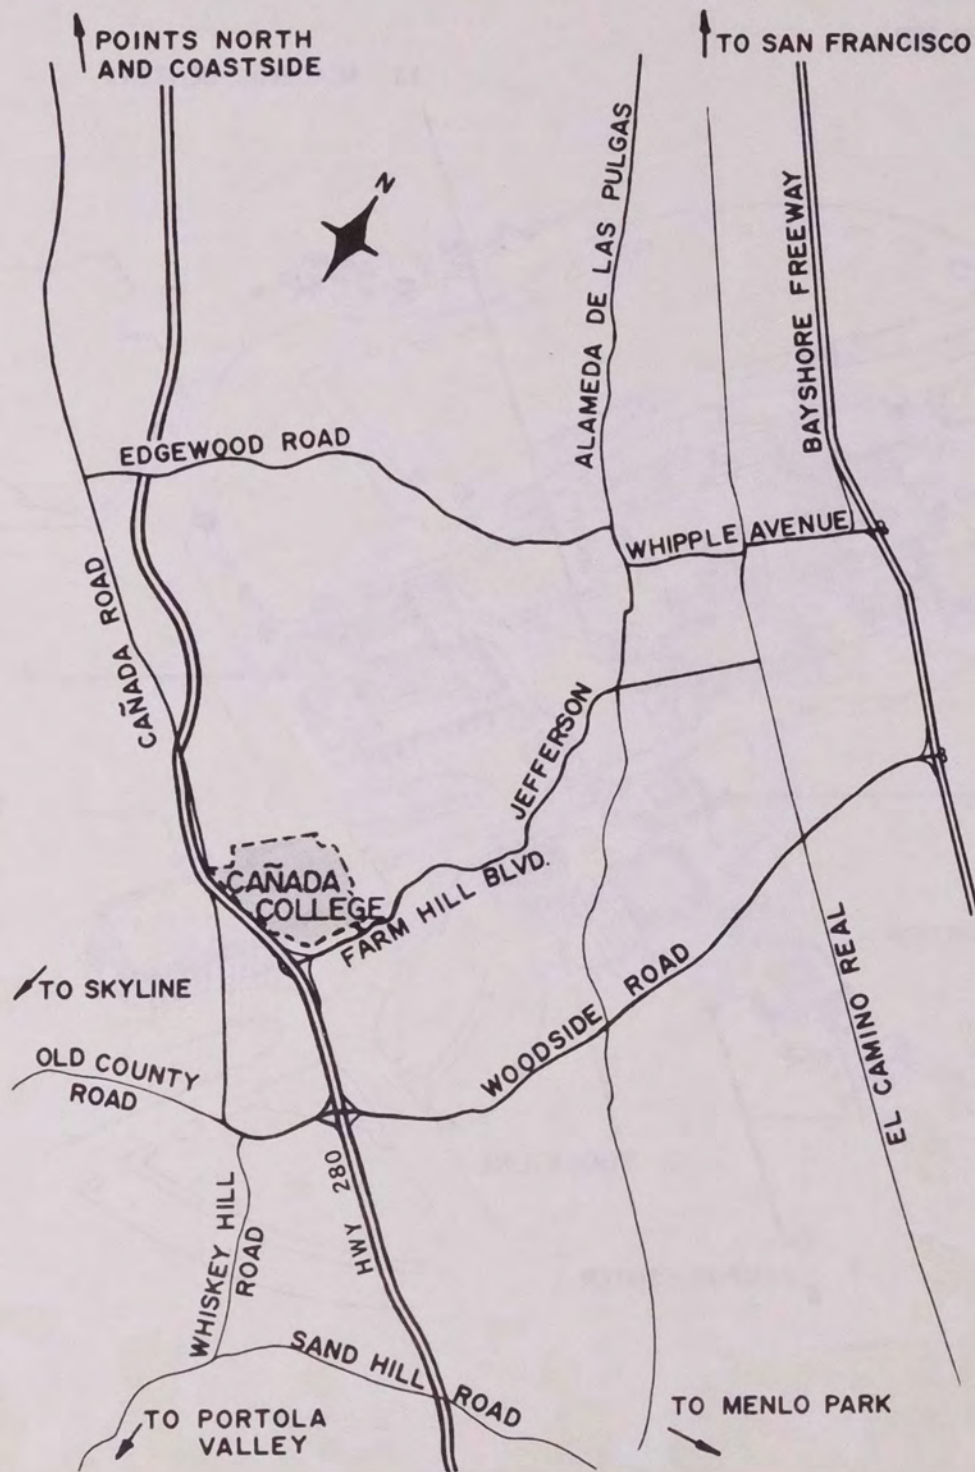 POINTS NORTH
AND COASTSIDE
TO SAN FRANCISCO
N
ALAMEDA DE LAS PULGAS
BAYSHORE FREEWAY
EDGEWOOD ROAD
WHIPPLE AVENUE
CAÑADA ROAD
JEFFERSON
CAÑADA
COLLEGE
FARM HILL BLVD.
TO SKYLINE
WOODSIDE ROAD
EL CAMINO REAL
OLD COUNTY
ROAD
280
HWY
WHISKEY HILL
ROAD
SAND HILL ROAD
TO PORTOLA
VALLEY
TO MENLO PARK